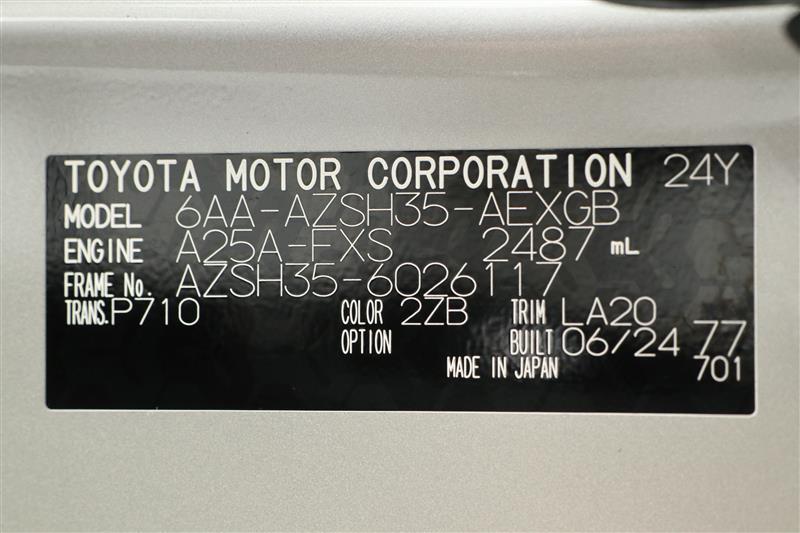 TOYOTA MOTOR CORPORATION 24Y
MODEL 6AA-AZSH35-AEXGB
ENGINE A25A-FXS 2487 mL
FRAME No. AZSH35-6026117
TRANS. P710 COLOR 2ZB TRIM LA20
OPTION BUILT 06/24 77
MADE IN JAPAN 701